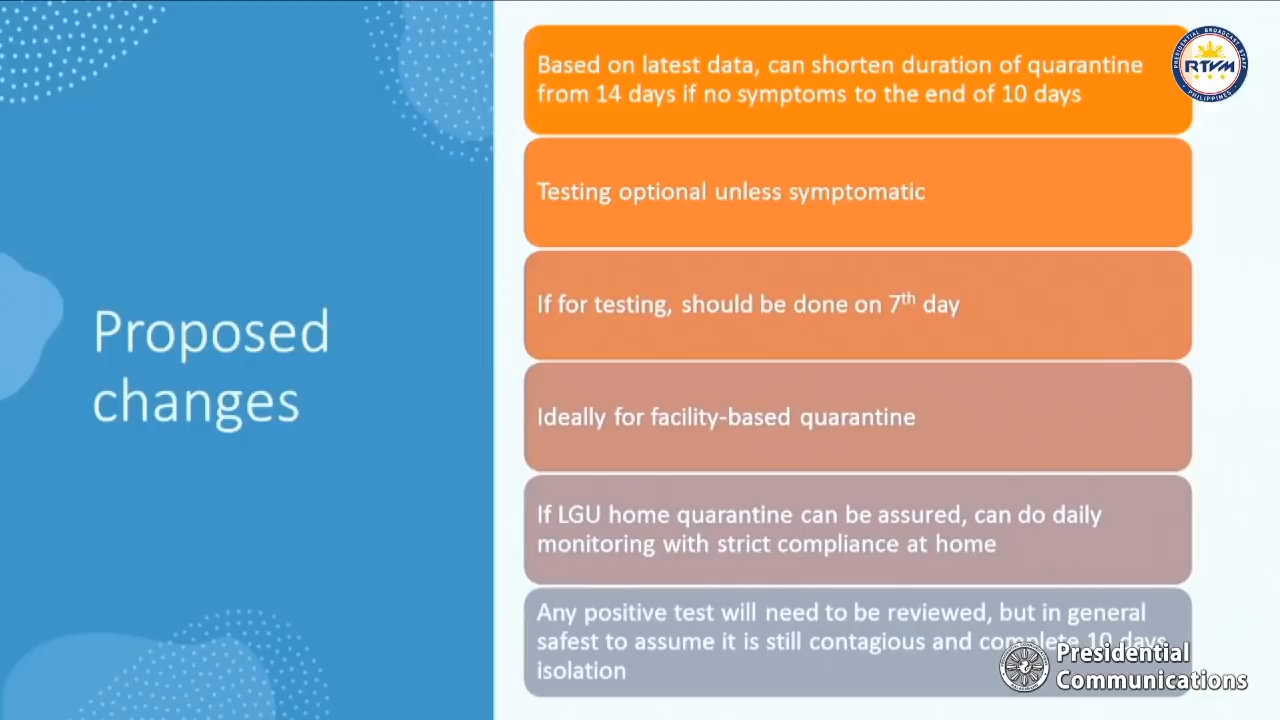 Proposed
changes
Based on latest data, can shorten duration of quarantine
from 14 days if no symptoms to the end of 10 days
Testing optional unless symptomatic
If for testing, should be done on 7th day
Ideally for facility-based quarantine
If LGU home quarantine can be assured, can do daily
monitoring with strict compliance at home
Any positive test will need to be reviewed, but in general
safest to assume it is still contagious and complete 10 days
isolation
PRESIDENTIAL BROADCAST STAFF
RTVM
PHILIPPINES
Presidential
Communications